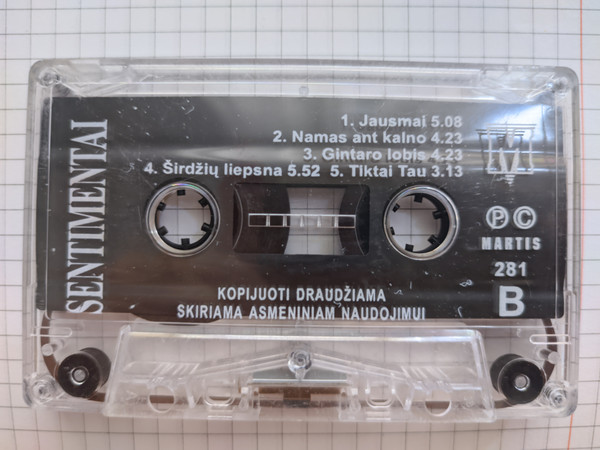 SENTIMENTAI
1. Jausmai 5.08
2. Namas ant kalno 4.23
3. Gintaro lobis 4.23
4. Širdžių liepsna 5.52 5. Tiktai Tau 3.13
Ⓟ Ⓒ
MARTIS
281
B
KOPIJUOTI DRAUDŽIAMA
SKIRIAMA ASMENINIAM NAUDOJIMUI